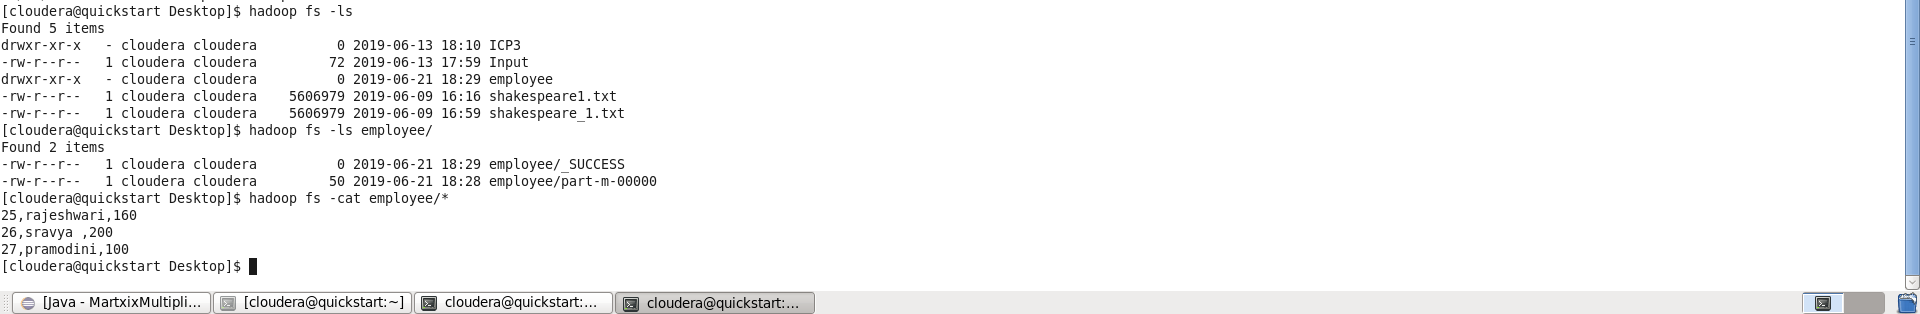 [cloudera@quickstart Desktop]$ hadoop fs -ls
Found 5 items
drwxr-xr-x   - cloudera cloudera          0 2019-06-13 18:10 ICP3
-rw-r--r--   1 cloudera cloudera         72 2019-06-13 17:59 Input
drwxr-xr-x   - cloudera cloudera          0 2019-06-21 18:29 employee
-rw-r--r--   1 cloudera cloudera    5606979 2019-06-09 16:16 shakespeare1.txt
-rw-r--r--   1 cloudera cloudera    5606979 2019-06-09 16:59 shakespeare_1.txt
[cloudera@quickstart Desktop]$ hadoop fs -ls employee/
Found 2 items
-rw-r--r--   1 cloudera cloudera          0 2019-06-21 18:29 employee/_SUCCESS
-rw-r--r--   1 cloudera cloudera         50 2019-06-21 18:28 employee/part-m-00000
[cloudera@quickstart Desktop]$ hadoop fs -cat employee/*
25,rajeshwari,160
26,sravya ,200
27,pramodini,100
[cloudera@quickstart Desktop]$
[Java - MartxixMultipli... [cloudera@quickstart:~] cloudera@quickstart:... cloudera@quickstart:...